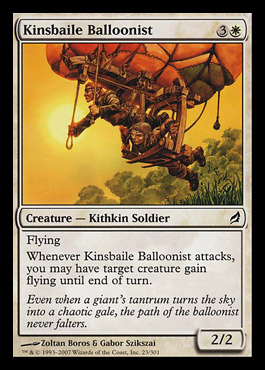 Kinsbaile Balloonist 3
Creature — Kithkin Soldier
Flying
Whenever Kinsbaile Balloonist attacks,
you may have target creature gain
flying until end of turn.
Even when a giant's tantrum turns the sky
into a chaotic gale, the path of the balloonist
never falters.
2/2
Zoltan Boros & Gabor Szikszai
™ & © 1993-2007 Wizards of the Coast, Inc. 23/301